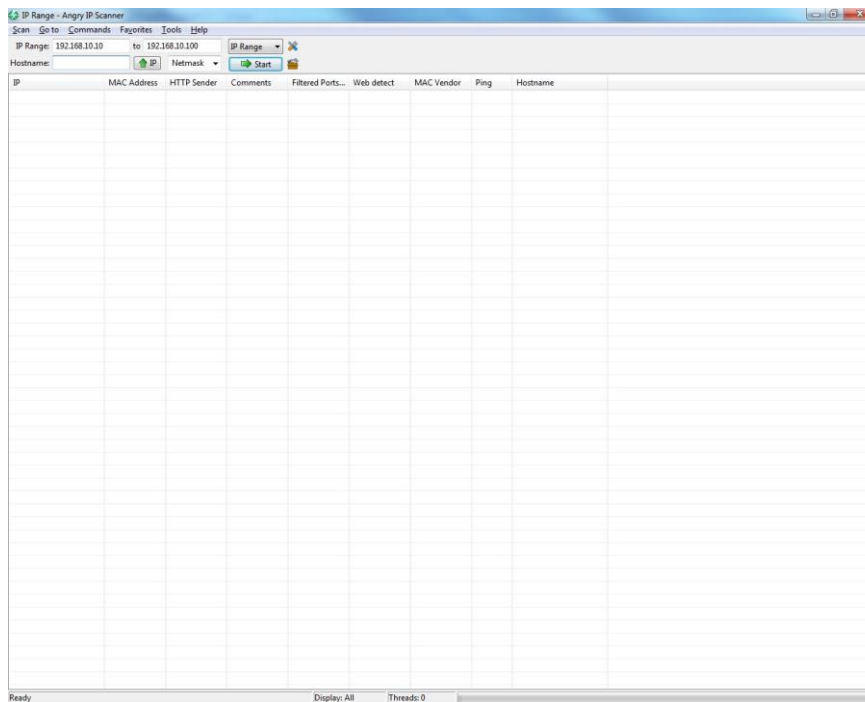 IP Range - Angry IP Scanner
Scan Go to Commands Favorites Tools Help
IP Range: 192.168.10.10 to 192.168.10.100 IP Range
Hostname: IP Netmask Start
IP MAC Address HTTP Sender Comments Filtered Ports... Web detect MAC Vendor Ping Hostname
Ready Display: All Threads: 0